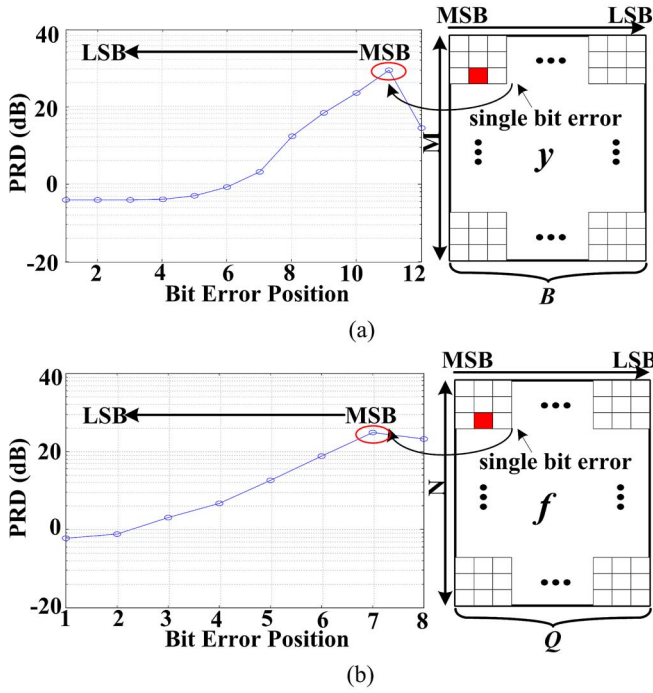 40
20
0
-20
PRD (dB)
LSB
MSB
2 4 6 8 10 12
Bit Error Position
MSB LSB
M
single bit error
y
B
(a)
40
20
0
-20
PRD (dB)
LSB
MSB
1 2 3 4 5 6 7 8
Bit Error Position
MSB LSB
N
single bit error
f
Q
(b)